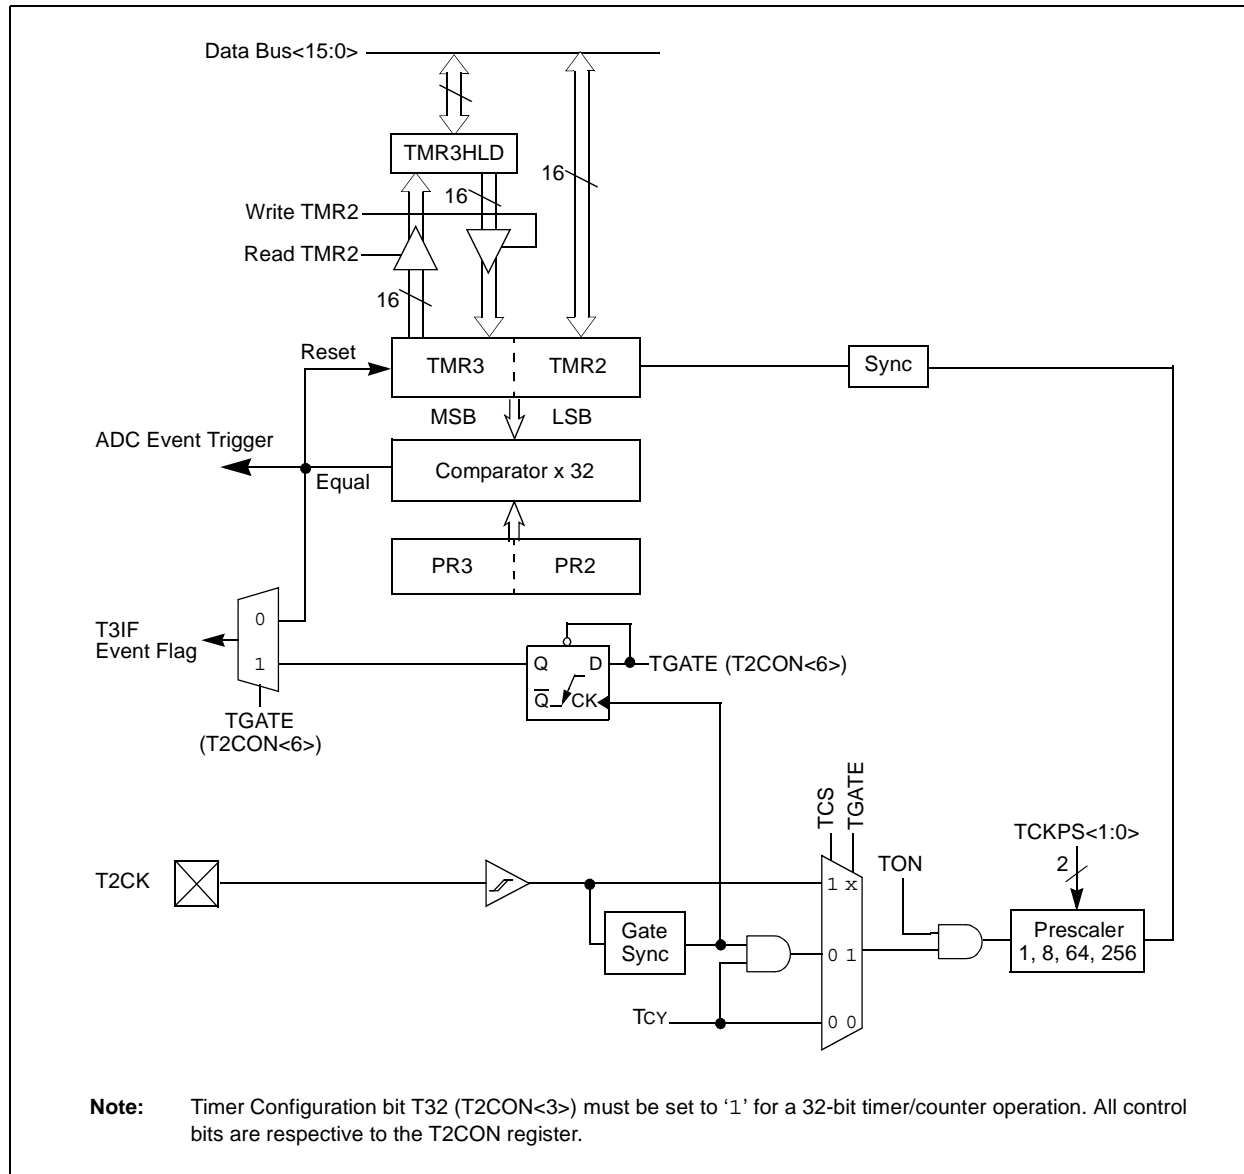 Data Bus<15:0>
TMR3HLD
16
16
Write TMR2
Read TMR2
16
Reset
TMR3
TMR2
Sync
MSB
LSB
ADC Event Trigger
Equal
Comparator x 32
PR3
PR2
0
T3IF
Event Flag
1
Q
D
TGATE (T2CON<6>)
Q
CK
TGATE
(T2CON<6>)
TCS
TGATE
TCKPS<1:0>
2
TON
T2CK
1 x
Gate
Sync
0 1
Prescaler
1, 8, 64, 256
TCY
0 0
Note: Timer Configuration bit T32 (T2CON<3>) must be set to ‘1’ for a 32-bit timer/counter operation. All control
bits are respective to the T2CON register.